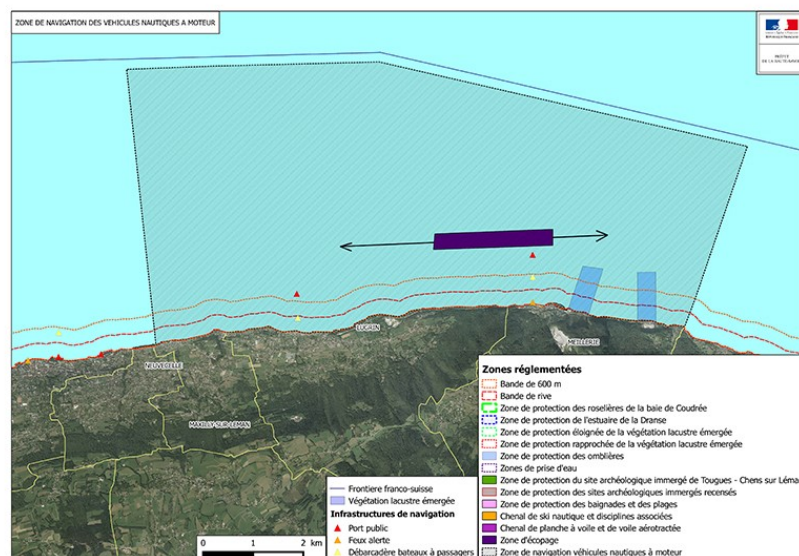 ZONE DE NAVIGATION DES VEHICULES NAUTIQUES A MOTEUR
RÉPUBLIQUE FRANÇAISE
NEUVECELLE
LUGRIN
MEILLERIE
MAXILLY-SUR-LEMAN
0 1 2 km
Frontiere franco-suisse
Végétation lacustre émergée
Infrastructures de navigation
Port public
Feux alerte
Débarcadère bateaux à passagers
Zones réglementées
Bande de 600 m
Bande de rive
Zone de protection des roselières de la baie de Coudrée
Zone de protection de l'estuaire de la Dranse
Zone de protection éloignée de la végétation lacustre émergée
Zone de protection rapprochée de la végétation lacustre émergée
Zone de protection des omblières
Zones de prise d'eau
Zone de protection du site archéologique immergé de Tougues - Chens sur Léma
Zone de protection des sites archéologiques immergés recensés
Zone de protection des baignades et des plages
Chenal de ski nautique et disciplines associées
Chenal de planche à voile et de voile aérotractée
Zone d'écopage
Zone de navigation véhicules nautiques à moteur